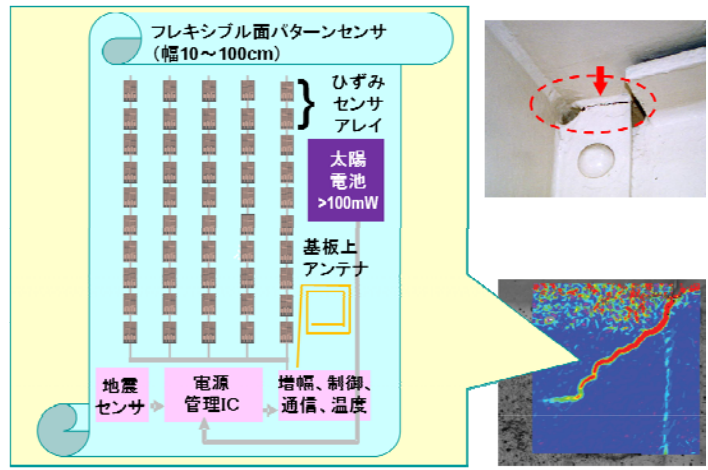 フレキシブル面パターンセンサ
（幅10～100cm）
ひずみ
センサ
アレイ
太陽
電池
>100mW
基板上
アンテナ
地震
センサ
電源
管理IC
増幅、制御、
通信、温度